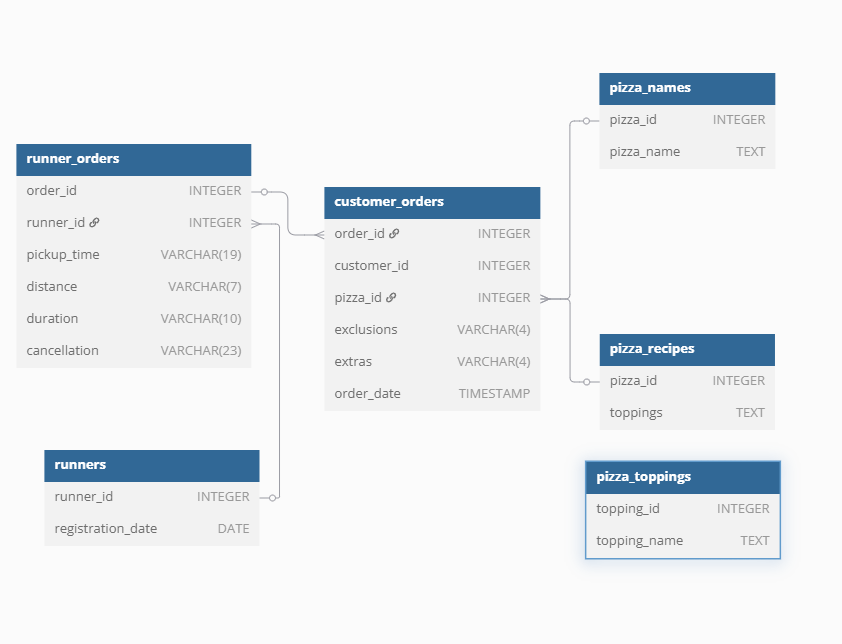 runner_orders
order_id INTEGER
runner_id INTEGER
pickup_time VARCHAR(19)
distance VARCHAR(7)
duration VARCHAR(10)
cancellation VARCHAR(23)
runners
runner_id INTEGER
registration_date DATE
customer_orders
order_id INTEGER
customer_id INTEGER
pizza_id INTEGER
exclusions VARCHAR(4)
extras VARCHAR(4)
order_date TIMESTAMP
pizza_names
pizza_id INTEGER
pizza_name TEXT
pizza_recipes
pizza_id INTEGER
toppings TEXT
pizza_toppings
topping_id INTEGER
topping_name TEXT